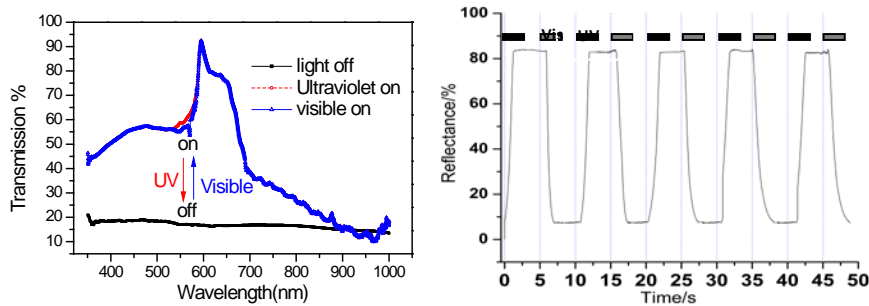 Transmission %
100
90
80
70
60
50
40
30
20
10
light off
Ultraviolet on
visible on
on
UV
Visible
off
400 500 600 700 800 900 1000
Wavelength(nm)
Reflectance/%
100
80
60
40
20
0
Vis UV
0 5 10 15 20 25 30 35 40 45 50
Time/s